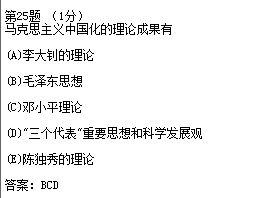 第25题 （1分）
马克思主义中国化的理论成果有
(A)李大钊的理论
(B)毛泽东思想
(C)邓小平理论
(D)“三个代表”重要思想和科学发展观
(E)陈独秀的理论
答案：BCD